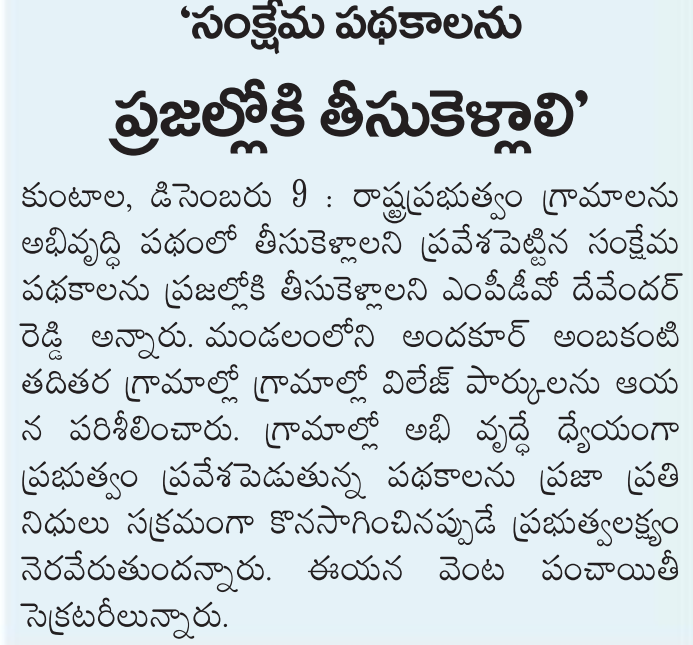 ‘సంక్షేమ పథకాలను
ప్రజల్లోకి తీసుకెళ్లాలి’
కుంటాల, డిసెంబరు 9 : రాష్ట్రప్రభుత్వం గ్రామాలను
అభివృద్ధి పథంలో తీసుకెళ్లాలని ప్రవేశపెట్టిన సంక్షేమ
పథకాలను ప్రజల్లోకి తీసుకెళ్లాలని ఎంపీడీవో దేవేందర్
రెడ్డి అన్నారు. మండలంలోని అందకూర్ అంబకంటి
తదితర గ్రామాల్లో గ్రామాల్లో విలేజ్ పార్కులను ఆయ
న పరిశీలించారు. గ్రామాల్లో అభి వృద్దే ధ్యేయంగా
ప్రభుత్వం ప్రవేశపెడుతున్న పథకాలను ప్రజా ప్రతి
నిధులు సక్రమంగా కొనసాగించినప్పుడే ప్రభుత్వలక్ష్యం
నెరవేరుతుందన్నారు. ఈయన వెంట పంచాయితీ
సెక్రటరీలున్నారు.